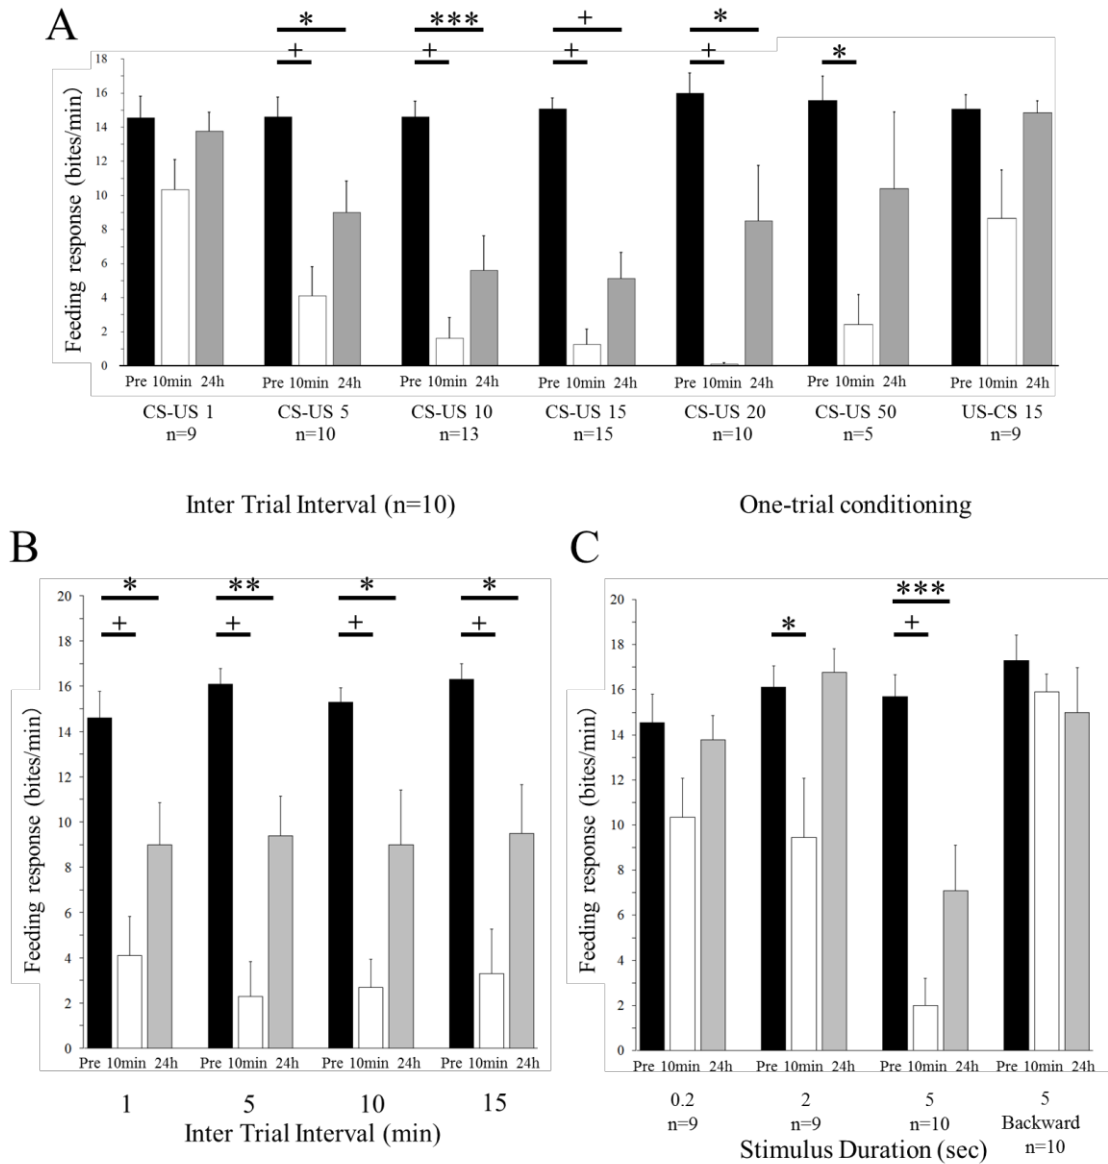 A
* *** + *
+ + + + *
Feeding response (bites/min)
18
16
14
12
10
8
6
4
2
0
Pre 10min 24h Pre 10min 24h Pre 10min 24h Pre 10min 24h Pre 10min 24h Pre 10min 24h Pre 10min 24h
CS-US 1 CS-US 5 CS-US 10 CS-US 15 CS-US 20 CS-US 50 US-CS 15
n=9 n=10 n=13 n=15 n=10 n=5 n=9
Inter Trial Interval (n=10)
B
* ** * *
+ + + +
Feeding response (bites/min)
20
18
16
14
12
10
8
6
4
2
0
Pre 10min 24h Pre 10min 24h Pre 10min 24h Pre 10min 24h
1 5 10 15
Inter Trial Interval (min)
One-trial conditioning
C
***
* +
Feeding response (bites/min)
20
18
16
14
12
10
8
6
4
2
0
Pre 10min 24h Pre 10min 24h Pre 10min 24h Pre 10min 24h
0.2 2 5 5
n=9 n=9 n=10 Backward
n=10
Stimulus Duration (sec)